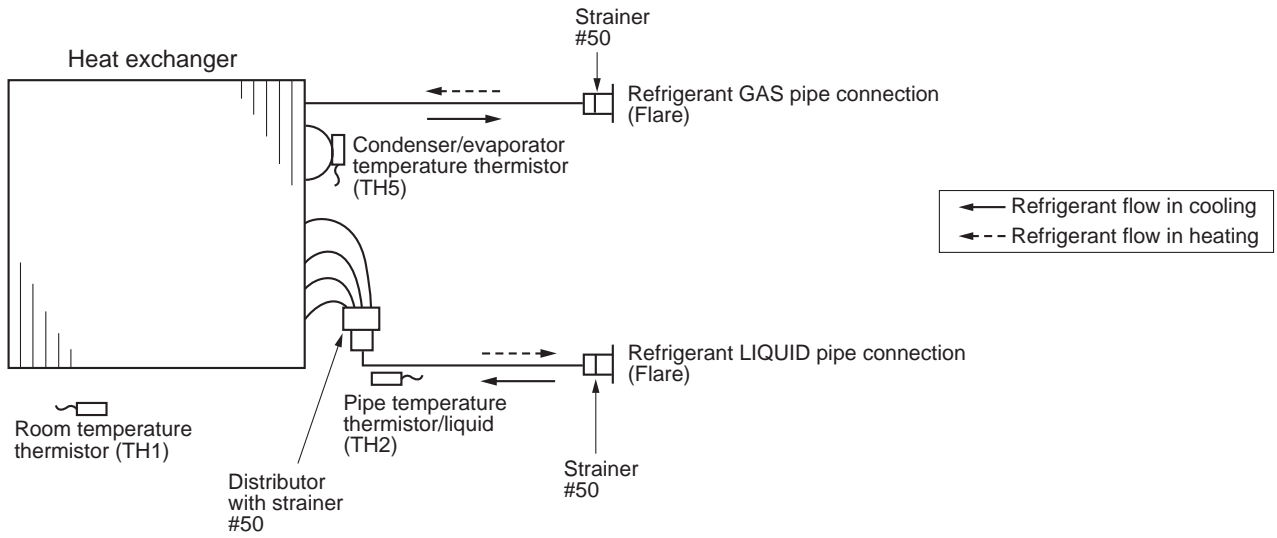 Strainer
#50
Heat exchanger
Refrigerant GAS pipe connection
(Flare)
Condenser/evaporator
temperature thermistor
(TH5)
Refrigerant flow in cooling
Refrigerant flow in heating
Refrigerant LIQUID pipe connection
(Flare)
Pipe temperature
thermistor/liquid
(TH2)
Room temperature
thermistor (TH1)
Distributor
with strainer
#50
Strainer
#50